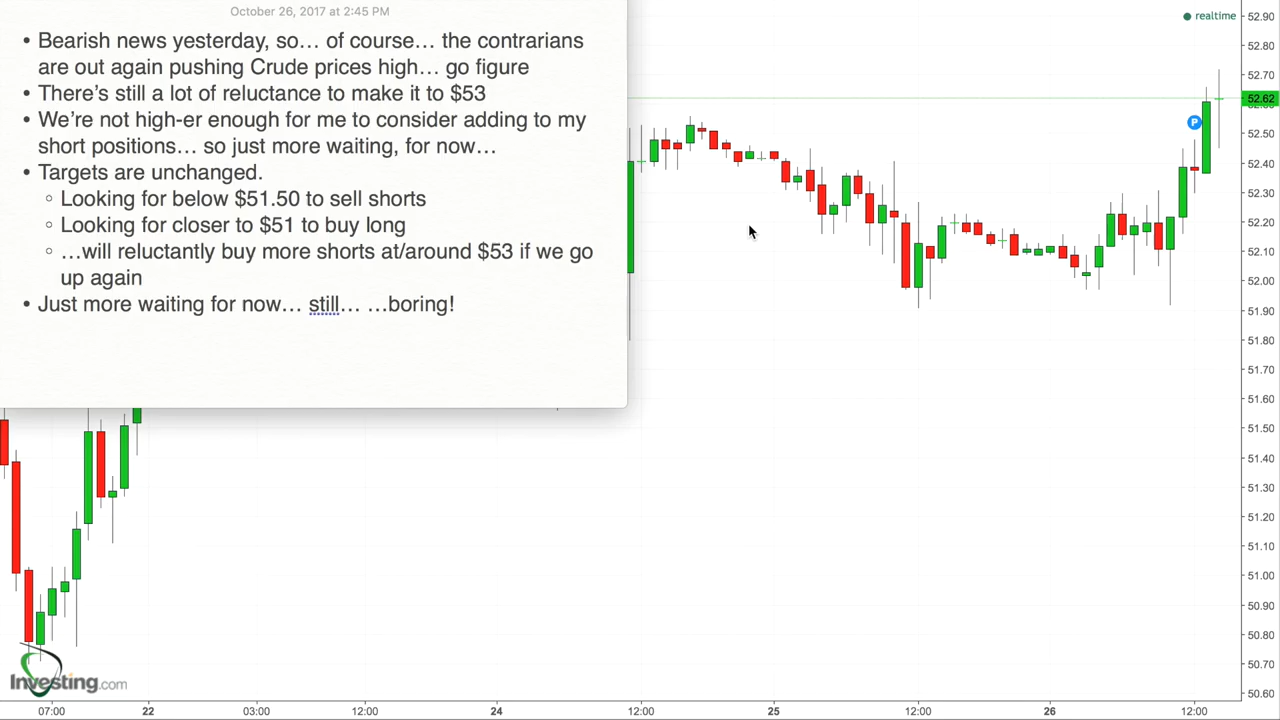 October 26, 2017 at 2:45 PM
• Bearish news yesterday, so… of course… the contrarians
are out again pushing Crude prices high… go figure
• There’s still a lot of reluctance to make it to $53
• We’re not high-er enough for me to consider adding to my
short positions… so just more waiting, for now…
• Targets are unchanged.
◦ Looking for below $51.50 to sell shorts
◦ Looking for closer to $51 to buy long
◦ …will reluctantly buy more shorts at/around $53 if we go
up again
• Just more waiting for now… still… …boring!
realtime
52.90
52.80
52.70
52.62
52.50
52.40
52.30
52.20
52.10
52.00
51.90
51.80
51.70
51.60
51.50
51.40
51.30
51.20
51.10
51.00
50.90
50.80
50.70
50.60
P
Investing.com
07:00 22 03:00 12:00 24 12:00 25 12:00 26 12:00